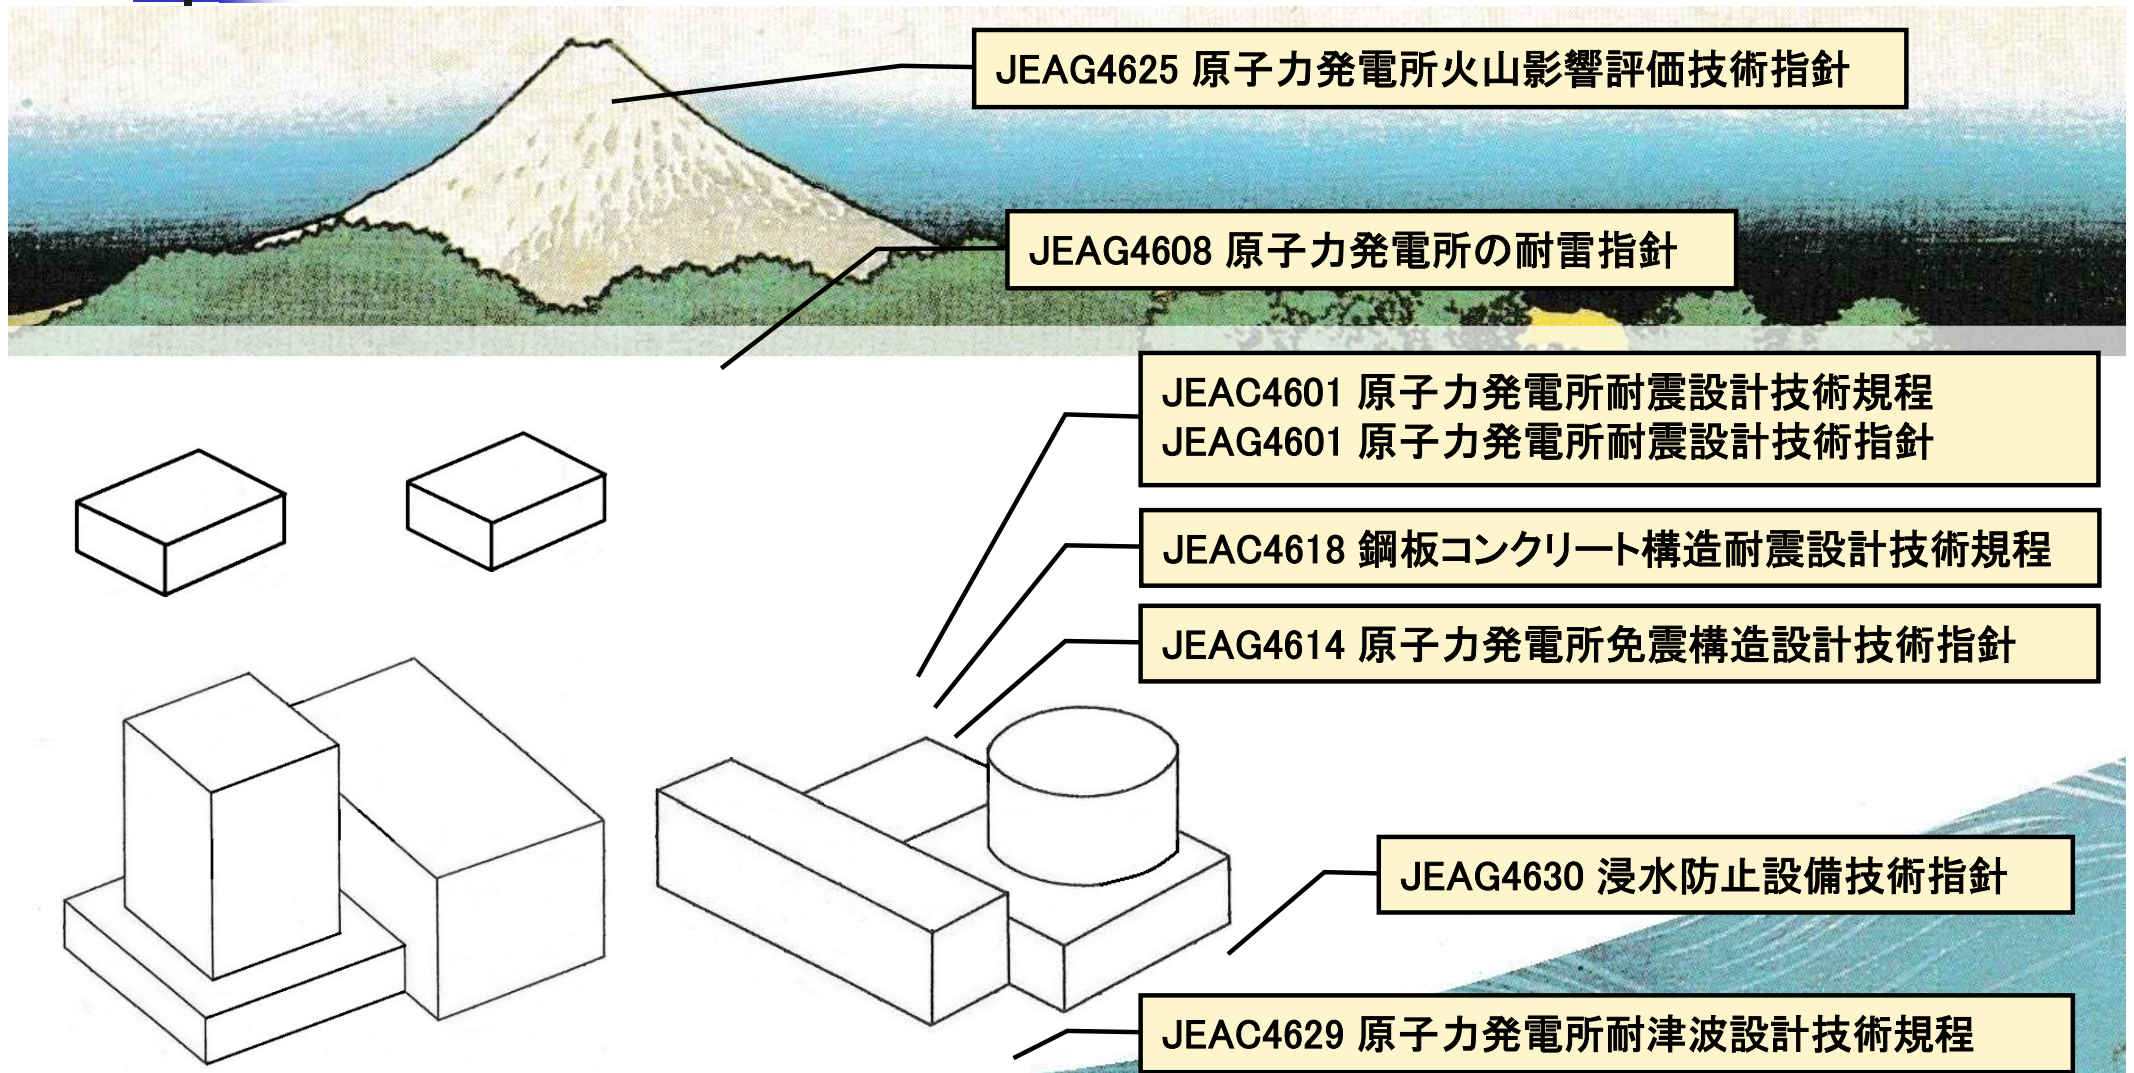 JEAG4625 原子力発電所火山影響評価技術指針
JEAG4608 原子力発電所の耐雷指針
JEAC4601 原子力発電所耐震設計技術規程
JEAG4601 原子力発電所耐震設計技術指針
JEAC4618 鋼板コンクリート構造耐震設計技術規程
JEAG4614 原子力発電所免震構造設計技術指針
JEAG4630 浸水防止設備技術指針
JEAC4629 原子力発電所耐津波設計技術規程